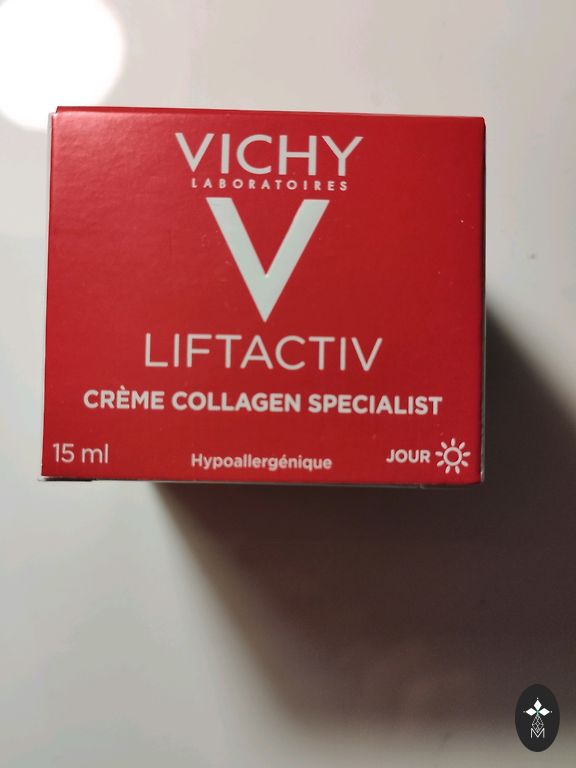 VICHY
LABORATOIRES
V
LIFTACTIV
CRÈME COLLAGEN SPECIALIST
15 ml
Hypoallergénique
JOUR
M